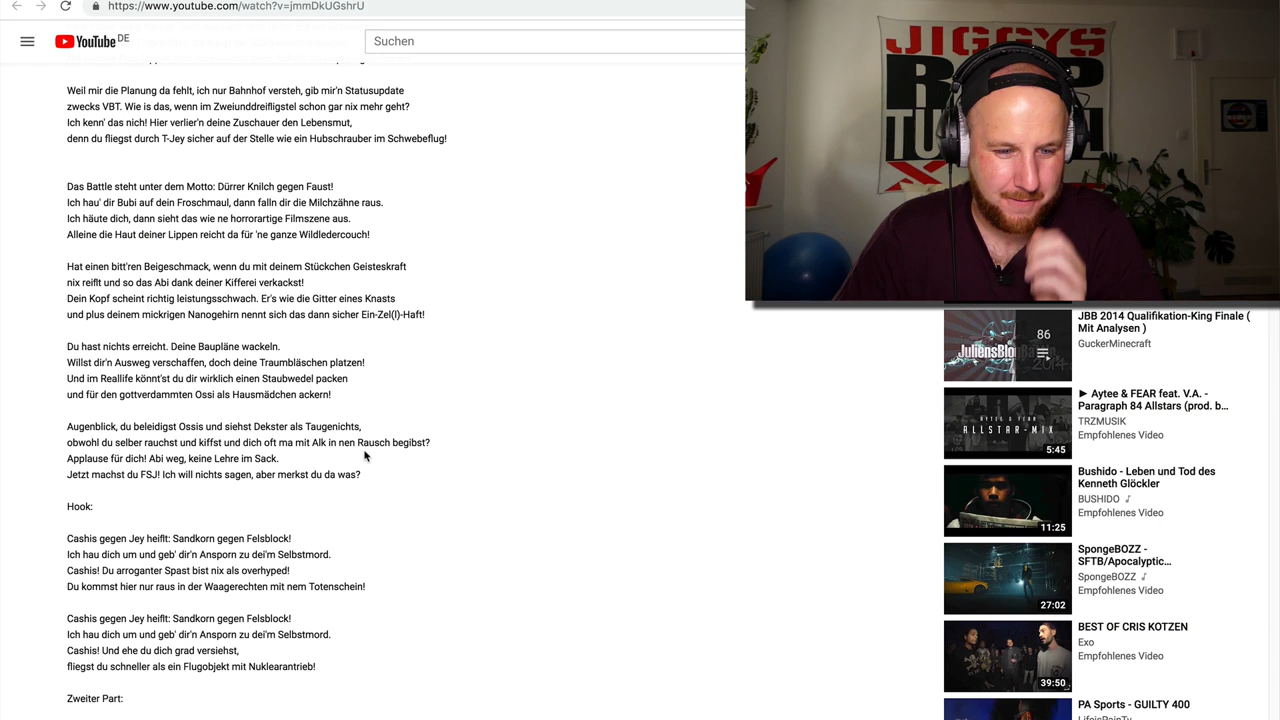 https://www.youtube.com/watch?v=jmmDkUGshrU
YouTube DE
Suchen
Weil mir die Planung da fehlt, ich nur Bahnhof versteh, gib mir'n Statusupdate
zwecks VBT. Wie is das, wenn im Zweiunddreißigstel schon gar nix mehr geht?
Ich kenn' das nich! Hier verlier'n deine Zuschauer den Lebensmut,
denn du fliegst durch T-Jey sicher auf der Stelle wie ein Hubschrauber im Schwebeflug!
Das Battle steht unter dem Motto: Dürrer Knilch gegen Faust!
Ich hau' dir Bubi auf dein Froschmaul, dann falln dir die Milchzähne raus.
Ich häute dich, dann sieht das wie ne horrorartige Filmszene aus.
Alleine die Haut deiner Lippen reicht da für 'ne ganze Wildledercouch!
Hat einen bitt'ren Beigeschmack, wenn du mit deinem Stückchen Geisteskraft
nix reißt und so das Abi dank deiner Kifferei verkackst!
Dein Kopf scheint richtig leistungsschwach. Er's wie die Gitter eines Knasts
und plus deinem mickrigen Nanogehirn nennt sich das dann sicher Ein-Zel(l)-Haft!
Du hast nichts erreicht. Deine Baupläne wackeln.
Willst dir'n Ausweg verschaffen, doch deine Traumbläschen platzen!
Und im Reallife könnt'st du dir wirklich einen Staubwedel packen
und für den gottverdammten Ossi als Hausmädchen ackern!
Augenblick, du beleidigst Ossis und siehst Dekster als Taugenichts,
obwohl du selber rauchst und kiffst und dich oft ma mit Alk in nen Rausch begibst?
Applause für dich! Abi weg, keine Lehre im Sack.
Jetzt machst du FSJ! Ich will nichts sagen, aber merkst du da was?
Hook:
Cashis gegen Jey heißt: Sandkorn gegen Felsblock!
Ich hau dich um und geb' dir'n Ansporn zu dei'm Selbstmord.
Cashis! Du arroganter Spast bist nix als overhyped!
Du kommst hier nur raus in der Waagerechten mit nem Totenschein!
Cashis gegen Jey heißt: Sandkorn gegen Felsblock!
Ich hau dich um und geb' dir'n Ansporn zu dei'm Selbstmord.
Cashis! Und ehe du dich grad versiehst,
fliegst du schneller als ein Flugobjekt mit Nuklearantrieb!
Zweiter Part:
JIGGYS
RAP
X
JBB 2014 Qualifikation-King Finale (
Mit Analysen )
GuckerMinecraft
86
JuliensBlog
2014
► Aytee & FEAR feat. V.A. -
Paragraph 84 Allstars (prod. b...
TRZMUSIK
Empfohlenes Video
AYTEE & FEAR
ALLSTAR-MIX
5:45
Bushido - Leben und Tod des
Kenneth Glöckler
BUSHIDO
Empfohlenes Video
11:25
SpongeBOZZ -
SFTB/Apocalyptic...
SpongeBOZZ
Empfohlenes Video
27:02
BEST OF CRIS KOTZEN
Exo
Empfohlenes Video
39:50
PA Sports - GUILTY 400